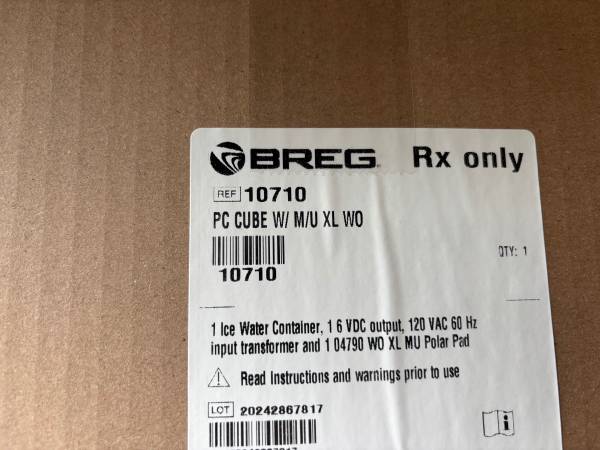 BREG Rx only
REF 10710
PC CUBE W/ M/U XL WO
10710
QTY: 1
1 Ice Water Container, 1 6 VDC output, 120 VAC 60 Hz
input transformer and 1 04790 WO XL MU Polar Pad
Read Instructions and warnings prior to use
LOT 20242867817